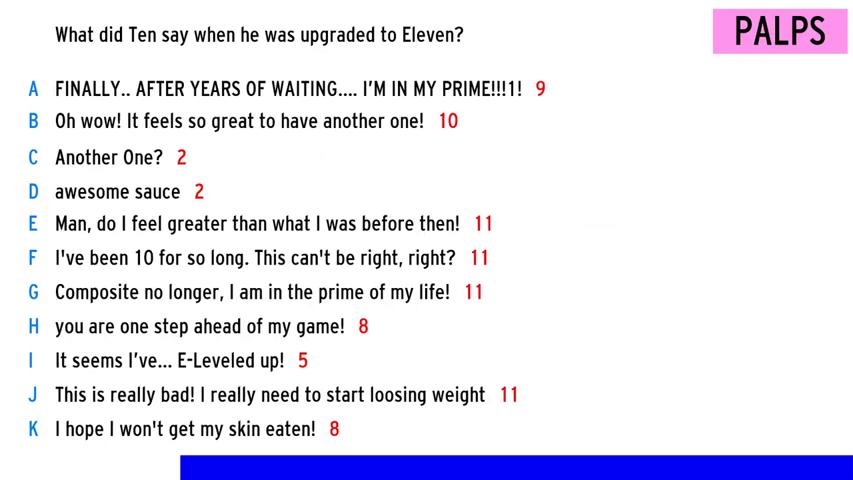 What did Ten say when he was upgraded to Eleven?
PALPS
A FINALLY.. AFTER YEARS OF WAITING.... I'M IN MY PRIME!!!1! 9
B Oh wow! It feels so great to have another one! 10
C Another One? 2
D awesome sauce 2
E Man, do I feel greater than what I was before then! 11
F I've been 10 for so long. This can't be right, right? 11
G Composite no longer, I am in the prime of my life! 11
H you are one step ahead of my game! 8
I It seems I've... E-Leveled up! 5
J This is really bad! I really need to start loosing weight 11
K I hope I won't get my skin eaten! 8